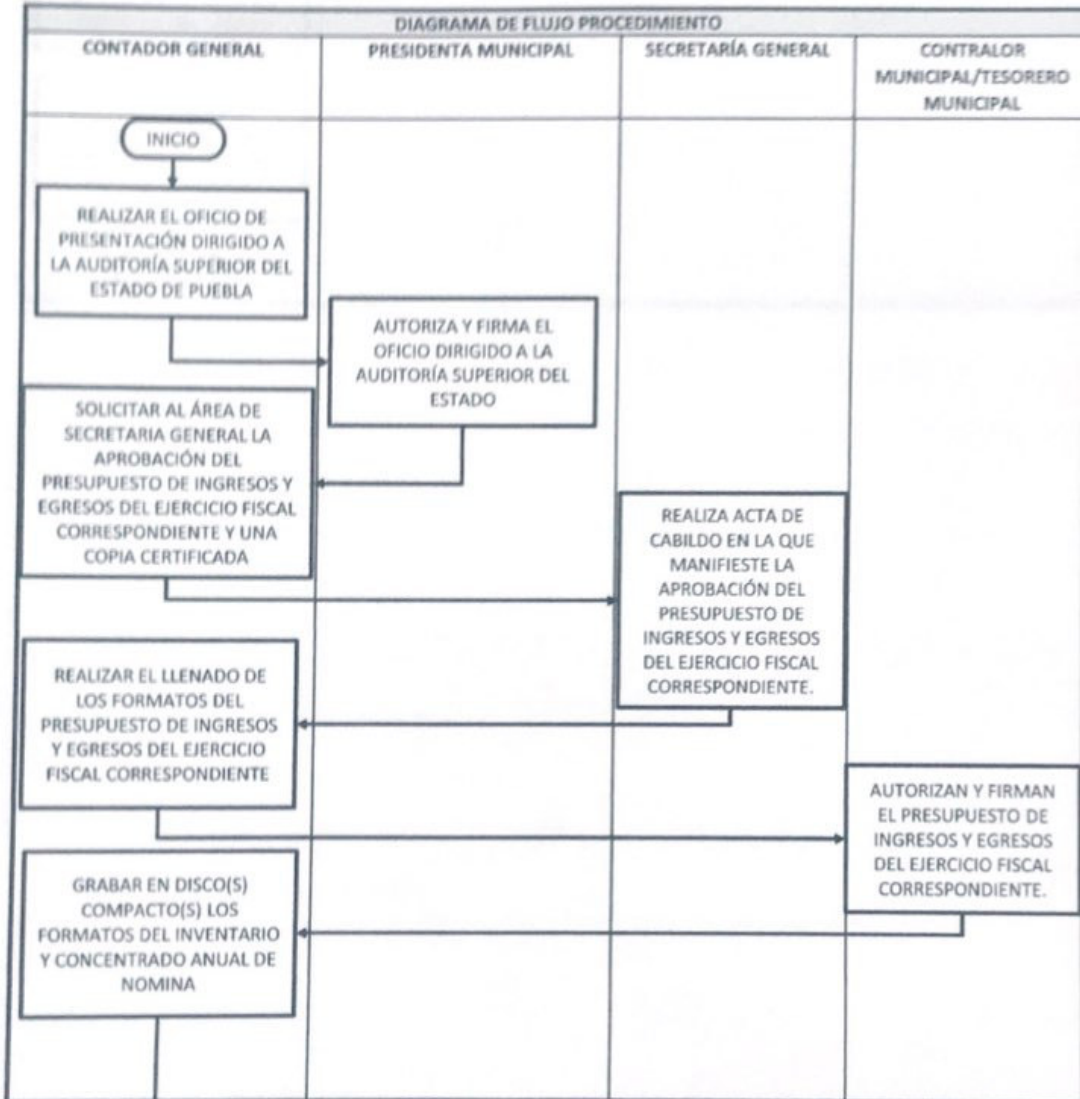 DIAGRAMA DE FLUJO PROCEDIMIENTO
CONTADOR GENERAL
PRESIDENTA MUNICIPAL
SECRETARÍA GENERAL
CONTRALOR
MUNICIPAL/TESORERO
MUNICIPAL
INICIO
REALIZAR EL OFICIO DE
PRESENTACIÓN DIRIGIDO A
LA AUDITORÍA SUPERIOR DEL
ESTADO DE PUEBLA
AUTORIZA Y FIRMA EL
OFICIO DIRIGIDO A LA
AUDITORÍA SUPERIOR DEL
ESTADO
SOLICITAR AL ÁREA DE
SECRETARIA GENERAL LA
APROBACIÓN DEL
PRESUPUESTO DE INGRESOS Y
EGRESOS DEL EJERCICIO FISCAL
CORRESPONDIENTE Y UNA
COPIA CERTIFICADA
REALIZA ACTA DE
CABILDO EN LA QUE
MANIFIESTE LA
APROBACIÓN DEL
PRESUPUESTO DE
INGRESOS Y EGRESOS
DEL EJERCICIO FISCAL
CORRESPONDIENTE.
REALIZAR EL LLENADO DE
LOS FORMATOS DEL
PRESUPUESTO DE INGRESOS
Y EGRESOS DEL EJERCICIO
FISCAL CORRESPONDIENTE
AUTORIZAN Y FIRMAN
EL PRESUPUESTO DE
INGRESOS Y EGRESOS
DEL EJERCICIO FISCAL
CORRESPONDIENTE.
GRABAR EN DISCO(S)
COMPACTO(S) LOS
FORMATOS DEL INVENTARIO
Y CONCENTRADO ANUAL DE
NOMINA